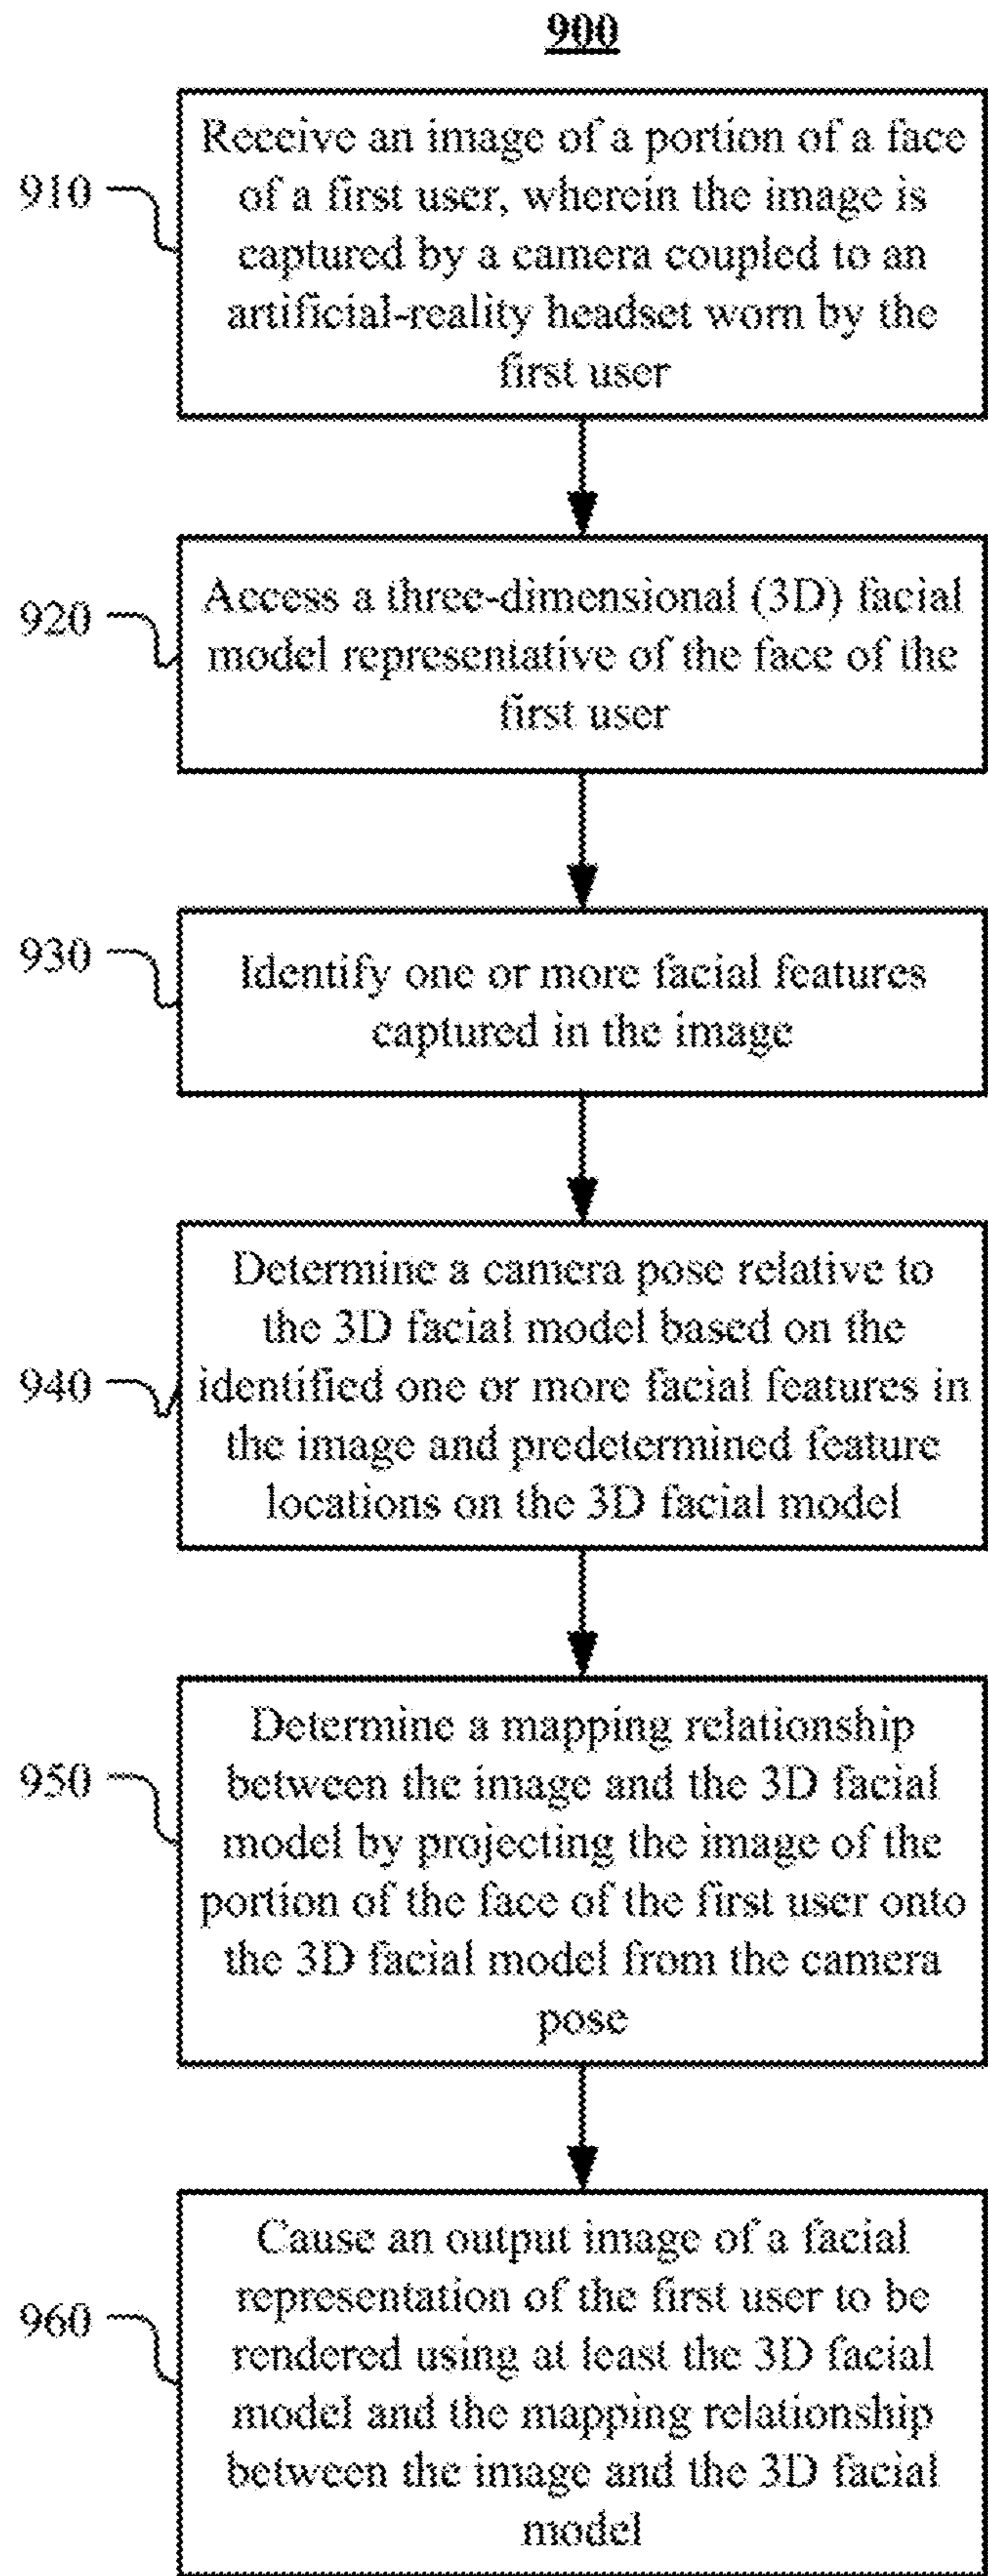 900
910
Receive an image of a portion of a face
of a first user, wherein the image is
captured by a camera coupled to an
artificial-reality headset worn by the
first user
920
Access a three-dimensional (3D) facial
model representative of the face of the
first user
930
Identify one or more facial features
captured in the image
940
Determine a camera pose relative to
the 3D facial model based on the
identified one or more facial features in
the image and predetermined feature
locations on the 3D facial model
950
Determine a mapping relationship
between the image and the 3D facial
model by projecting the image of the
portion of the face of the first user onto
the 3D facial model from the camera
pose
960
Cause an output image of a facial
representation of the first user to be
rendered using at least the 3D facial
model and the mapping relationship
between the image and the 3D facial
model